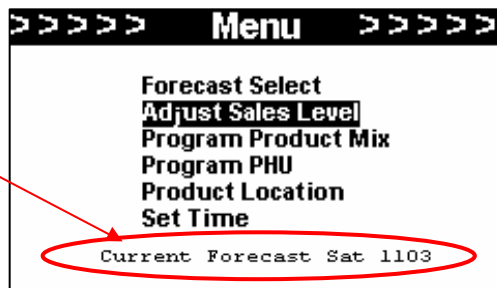 >>>>> Menu >>>>>
Forecast Select
Adjust Sales Level
Program Product Mix
Program PHU
Product Location
Set Time
Current Forecast Sat 1103